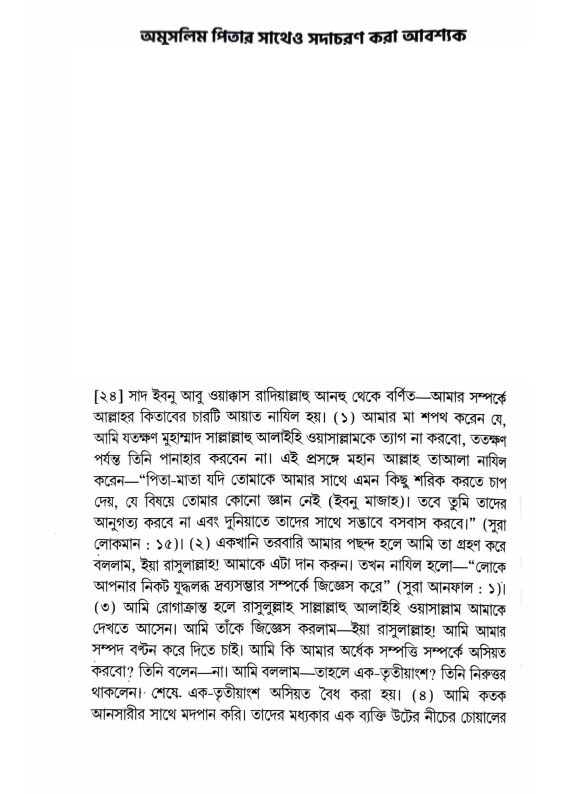 অমুসলিম পিতার সাথেও সদাচরণ করা আবশ্যক
[২৪] সাদ ইবনু আবু ওয়াক্কাস রাদিয়াল্লাহু আনহু থেকে বর্ণিত—আমার সম্পর্কে
আল্লাহর কিতাবের চারটি আয়াত নাযিল হয়। (১) আমার মা শপথ করেন যে,
আমি যতক্ষণ মুহাম্মাদ সাল্লাল্লাহু আলাইহি ওয়াসাল্লামকে ত্যাগ না করবো, ততক্ষণ
পর্যন্ত তিনি পানাহার করবেন না। এই প্রসঙ্গে মহান আল্লাহ তাআলা নাযিল
করেন—“পিতা-মাতা যদি তোমাকে আমার সাথে এমন কিছু শরিক করতে চাপ
দেয়, যে বিষয়ে তোমার কোনো জ্ঞান নেই (ইবনু মাজাহ)। তবে তুমি তাদের
আনুগত্য করবে না এবং দুনিয়াতে তাদের সাথে সদ্ভাবে বসবাস করবে।” (সুরা
লোকমান : ১৫)। (২) একখানি তরবারি আমার পছন্দ হলে আমি তা গ্রহণ করে
বললাম, ইয়া রাসুলাল্লাহ! আমাকে এটা দান করুন। তখন নাযিল হলো—“লোকে
আপনার নিকট যুদ্ধলব্ধ দ্রব্যসম্ভার সম্পর্কে জিজ্ঞেস করে” (সুরা আনফাল : ১)।
(৩) আমি রোগাক্রান্ত হলে রাসুলুল্লাহ সাল্লাল্লাহু আলাইহি ওয়াসাল্লাম আমাকে
দেখতে আসেন। আমি তাঁকে জিজ্ঞেস করলাম—ইয়া রাসুলাল্লাহ! আমি আমার
সম্পদ বণ্টন করে দিতে চাই। আমি কি আমার অর্ধেক সম্পত্তি সম্পর্কে অসিয়ত
করবো? তিনি বলেন—না। আমি বললাম—তাহলে এক-তৃতীয়াংশ? তিনি নিরুত্তর
থাকলেন। শেষে এক-তৃতীয়াংশ অসিয়ত বৈধ করা হয়। (৪) আমি কতক
আনসারীর সাথে মদপান করি। তাদের মধ্যকার এক ব্যক্তি উটের নীচের চোয়ালের